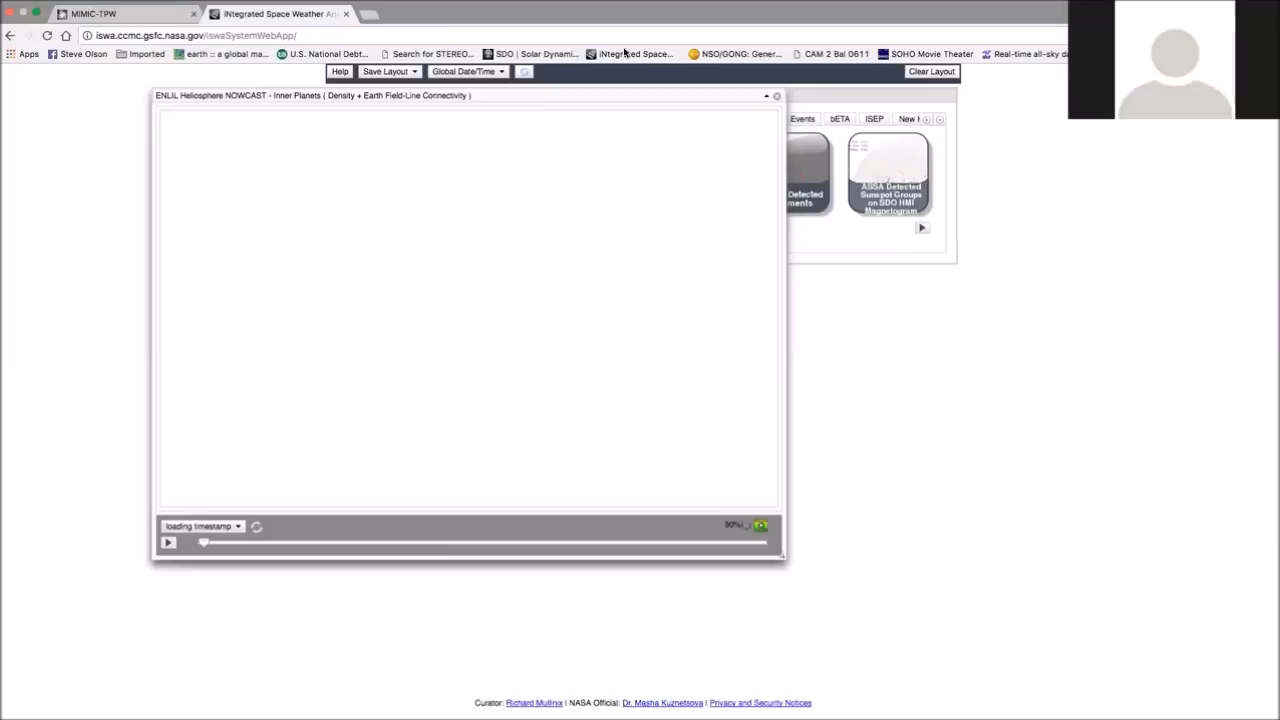 MIMIC-TPW
iNtegrated Space Weather An
iswa.ccmc.gsfc.nasa.gov/IswaSystemWebApp/
Apps Steve Olson Imported earth :: a global ma... U.S. National Debt... Search for STEREO... SDO | Solar Dynami... iNtegrated Space... NSO/GONG: Gener... CAM 2 Bal 0611 SOHO Movie Theater Real-time all-sky da
Help Save Layout Global Date/Time Clear Layout
ENLIL Heliosphere NOWCAST - Inner Planets ( Density + Earth Field-Line Connectivity )
Events bETA ISEP New
Detected
ments
ASSA Detected
Sunspot Groups
on SDO HMI
Magnetogram
loading timestamp
Curator: Richard Mullinix | NASA Official: Dr. Masha Kuznetsova | Privacy and Security Notices